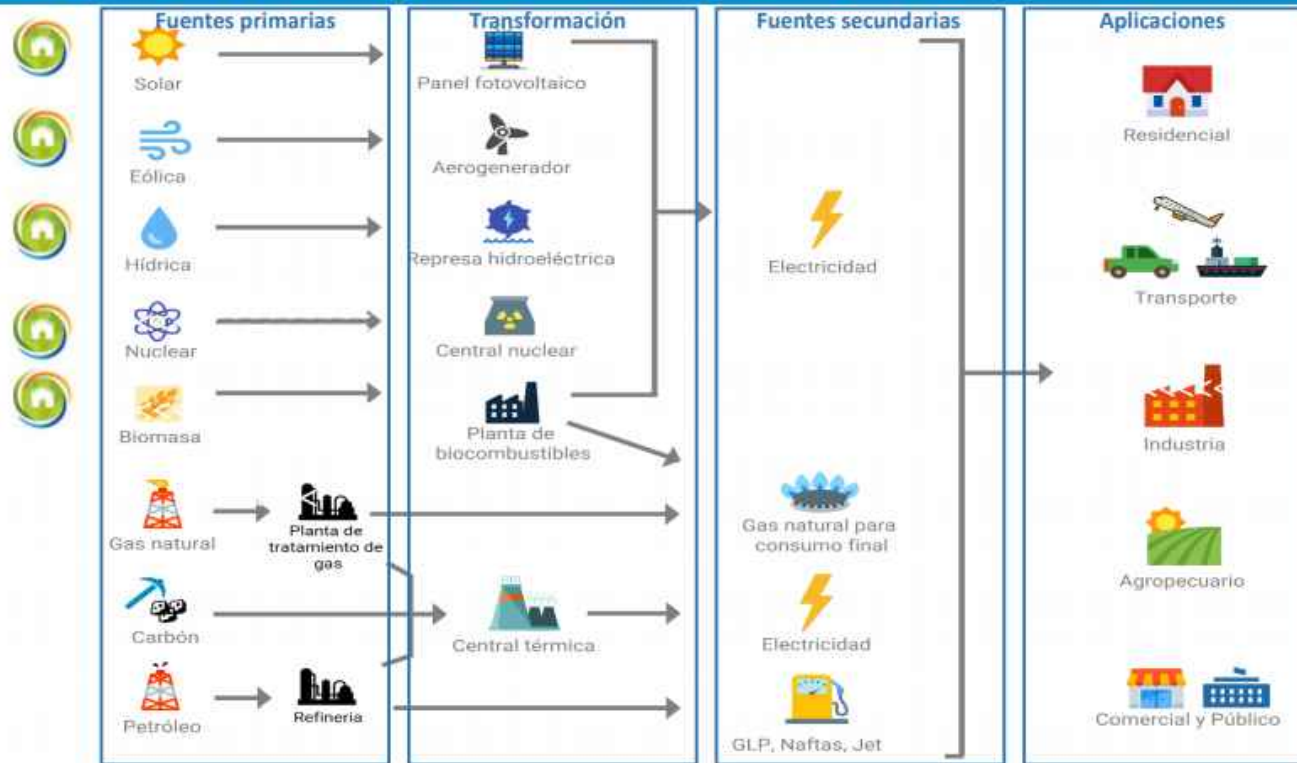 Fuentes primarias
Solar
Eólica
Hídrica
Nuclear
Biomasa
Gas natural
Planta de
tratamiento de
gas
Carbón
Petróleo
Refineria
Transformación
Panel fotovoltaico
Aerogenerador
Represa hidroeléctrica
Central nuclear
Planta de
biocombustibles
Central térmica
Fuentes secundarias
Electricidad
Gas natural para
consumo final
Electricidad
GLP, Naftas, Jet
Aplicaciones
Residencial
Transporte
Industria
Agropecuario
Comercial y Público